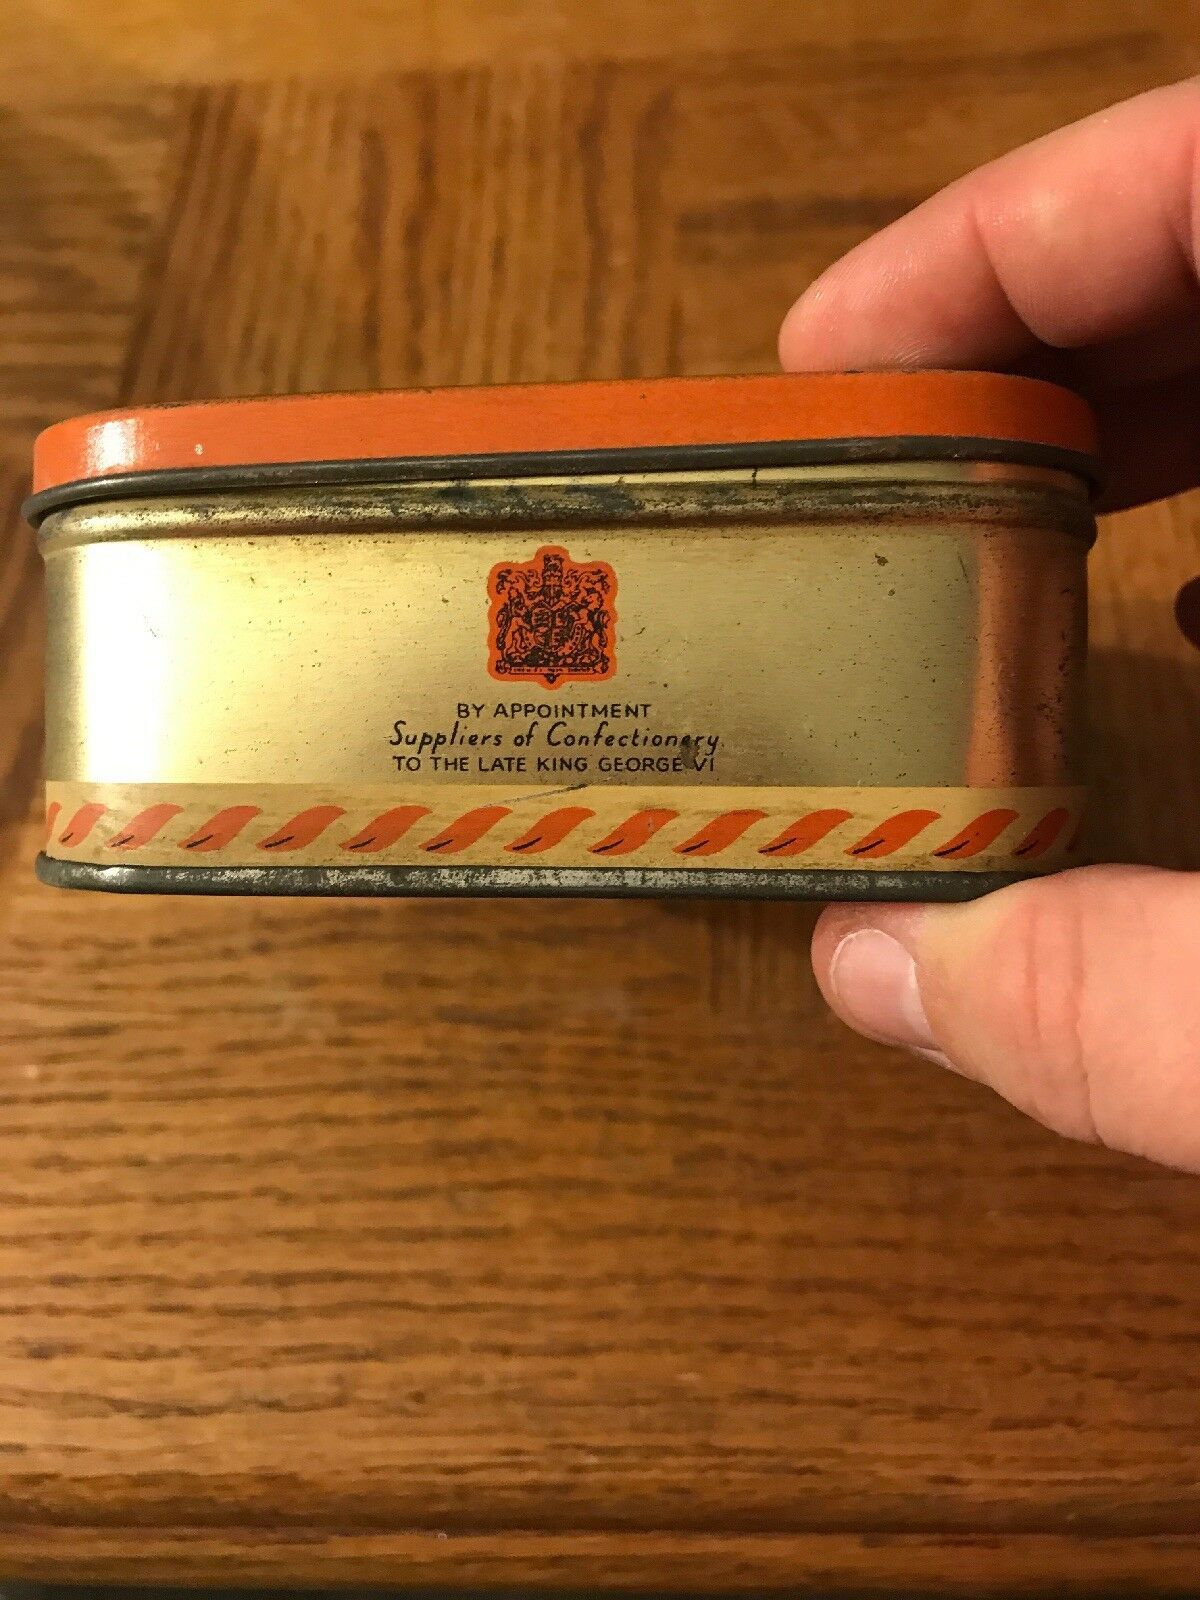 BY APPOINTMENT
Suppliers of Confectionery
TO THE LATE KING GEORGE VI